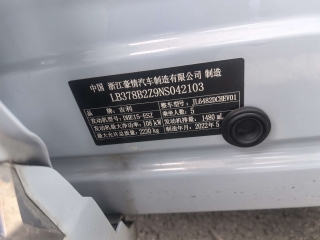 中国 浙江豪情汽车制造有限公司 制造
LB378B2Z9NS042103
品牌:吉利 整车型号:JL6482DCHEV01
乘坐人数:5
发动机型号:DHE15-ESZ 发动机排量:1480 mL
发动机最大净功率:108 kW
最大允许总质量:2230 kg 制造年月:2022年5